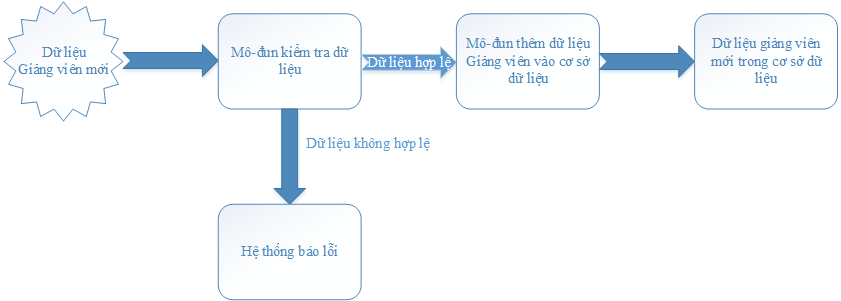 Dữ liệu
Giảng viên mới
Mô-đun kiểm tra dữ
liệu
Dữ liệu hợp lệ
Mô-đun thêm dữ liệu
Giảng viên vào cơ sở
dữ liệu
Dữ liệu giảng viên
mới trong cơ sở dữ
liệu
Dữ liệu không hợp lệ
Hệ thống báo lỗi